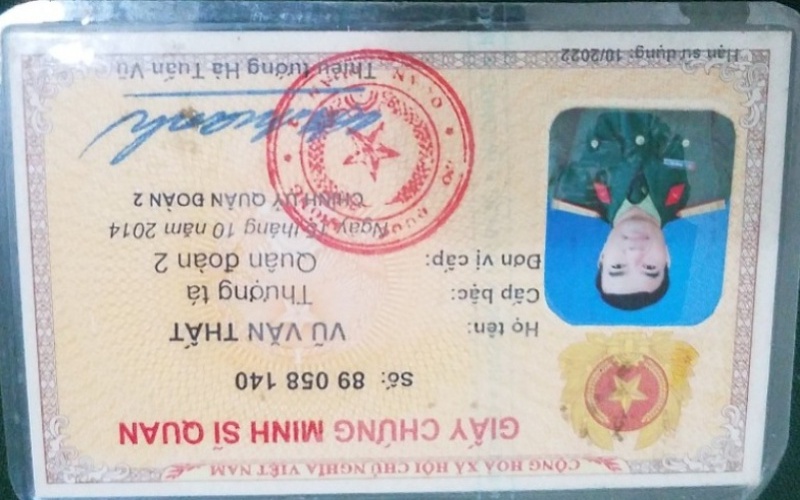 CỘNG HOÀ XÃ HỘI CHỦ NGHĨA VIỆT NAM
GIẤY CHỨNG MINH SĨ QUAN
Số: 89 058 140
Họ tên: VŨ VĂN THẤT
Cấp bậc: Thượng tá
Đơn vị cấp: Quân đoàn 2
Ngày 15 tháng 10 năm 2014
CHÍNH UỶ QUÂN ĐOÀN 2
Thiếu tướng Hà Tuấn Vũ
Hạn sử dụng: 10/2022